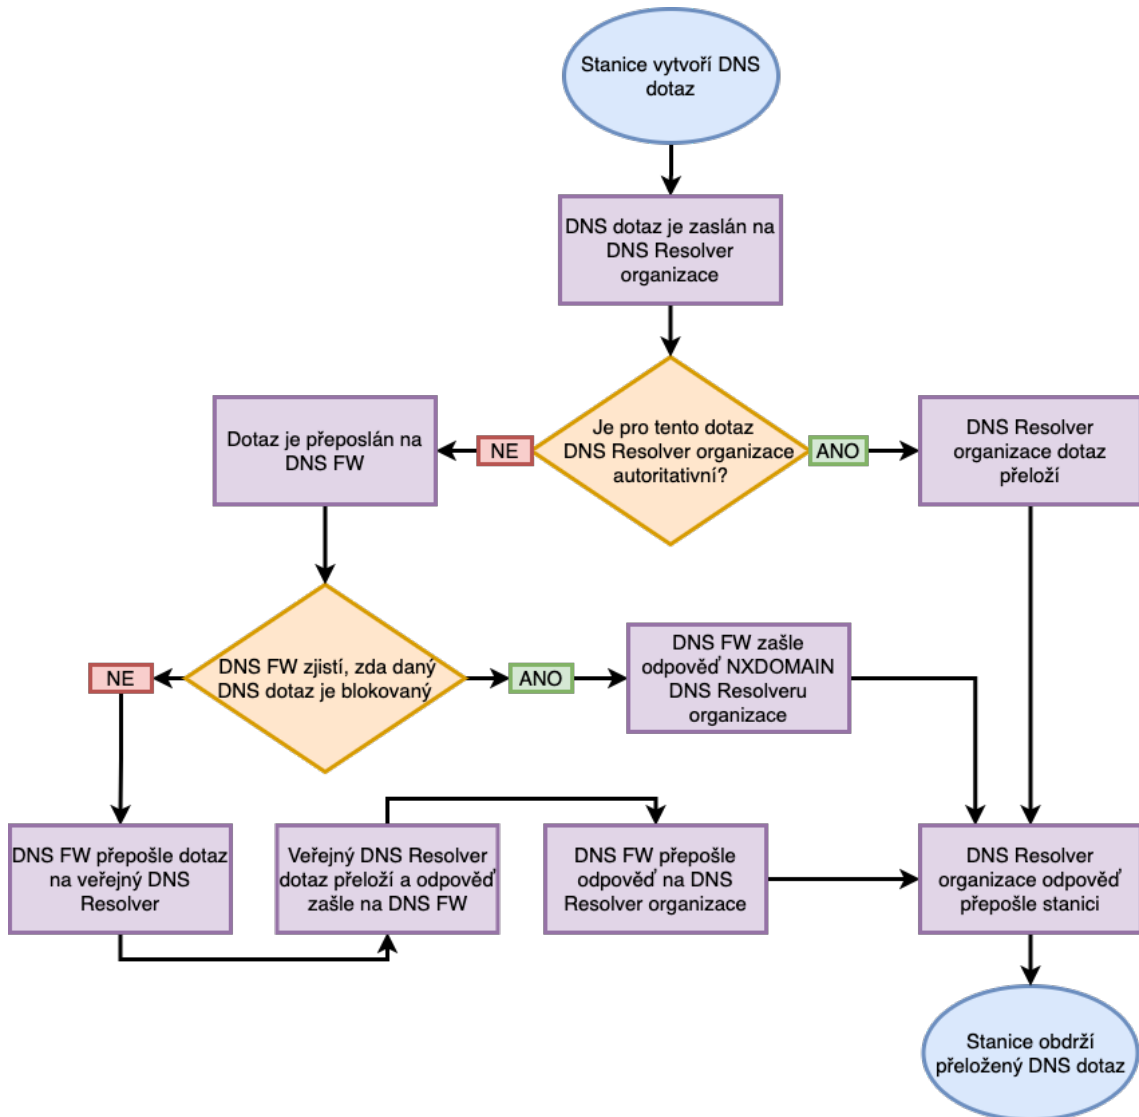 Stanice vytvoří DNS
dotaz
DNS dotaz je zaslán na
DNS Resolver
organizace
Je pro tento dotaz
DNS Resolver organizace
autoritativní?
NE
ANO
Dotaz je přeposlán na
DNS FW
DNS Resolver
organizace dotaz
přeloží
DNS FW zjistí, zda daný
DNS dotaz je blokovaný
NE
ANO
DNS FW zašle
odpověď NXDOMAIN
DNS Resolveru
organizace
DNS FW přepošle dotaz
na veřejný DNS
Resolver
Veřejný DNS Resolver
dotaz přeloží a odpověď
zašle na DNS FW
DNS FW přepošle
odpověď na DNS
Resolver organizace
DNS Resolver
organizace odpověď
přepošle stanici
Stanice obdrží
přeložený DNS dotaz